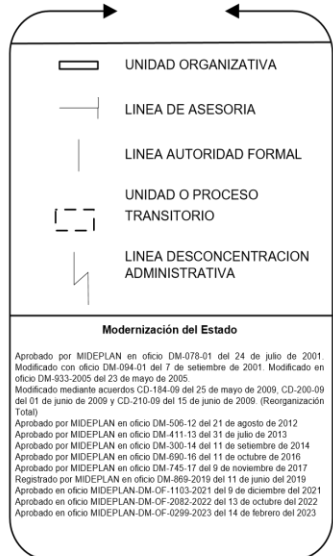 UNIDAD ORGANIZATIVA
LINEA DE ASESORIA
LINEA AUTORIDAD FORMAL
UNIDAD O PROCESO
TRANSITORIO
LINEA DESCONCENTRACION
ADMINISTRATIVA
Modernización del Estado
Aprobado por MIDEPLAN en oficio DM-078-01 del 24 de julio de 2001.
Modificado con oficio DM-094-01 del 7 de setiembre de 2001. Modificado en
oficio DM-933-2005 del 23 de mayo de 2005.
Modificado mediante acuerdos CD-184-09 del 25 de mayo de 2009, CD-200-09
del 01 de junio de 2009 y CD-210-09 del 15 de junio de 2009. (Reorganización
Total)
Aprobado por MIDEPLAN en oficio DM-506-12 del 21 de agosto de 2012
Aprobado por MIDEPLAN en oficio DM-411-13 del 31 de julio de 2013
Aprobado por MIDEPLAN en oficio DM-300-14 del 11 de setiembre de 2014
Aprobado por MIDEPLAN en oficio DM-690-16 del 11 de octubre de 2016
Aprobado por MIDEPLAN en oficio DM-745-17 del 9 de noviembre de 2017
Registrado por MIDEPLAN en oficio DM-869-2019 del 11 de junio del 2019
Aprobado en oficio MIDEPLAN-DM-OF-1103-2021 del 9 de diciembre del 2021
Aprobado en oficio MIDEPLAN-DM-OF-2082-2022 del 13 de octubre del 2022
Aprobado en oficio MIDEPLAN-DM-OF-0299-2023 del 14 de febrero del 2023